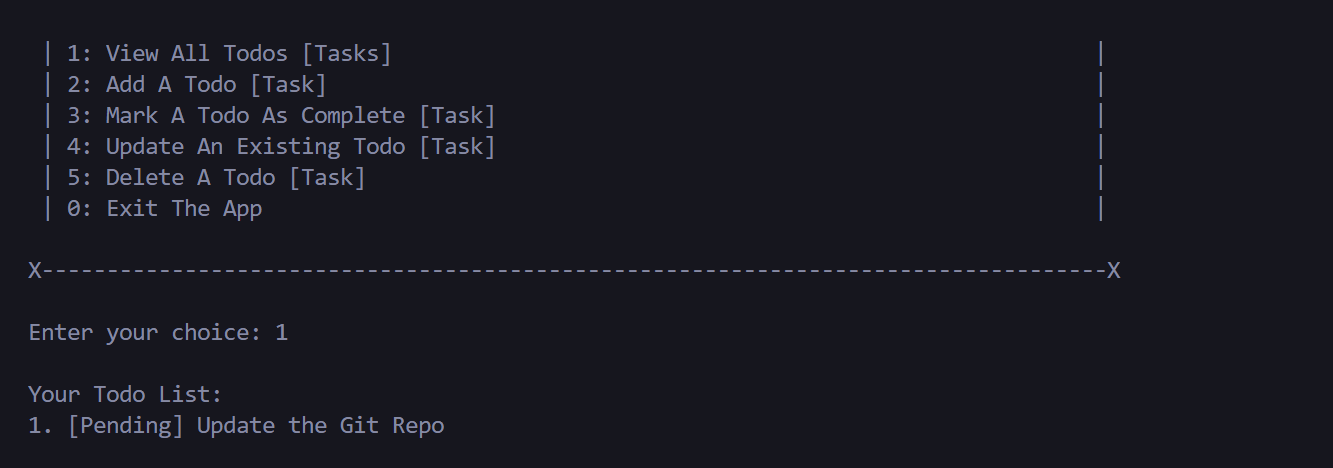 | 1: View All Todos [Tasks] |
| 2: Add A Todo [Task] |
| 3: Mark A Todo As Complete [Task] |
| 4: Update An Existing Todo [Task] |
| 5: Delete A Todo [Task] |
| 0: Exit The App |
X----------------------------------------------------------------------------------X
Enter your choice: 1
Your Todo List:
1. [Pending] Update the Git Repo